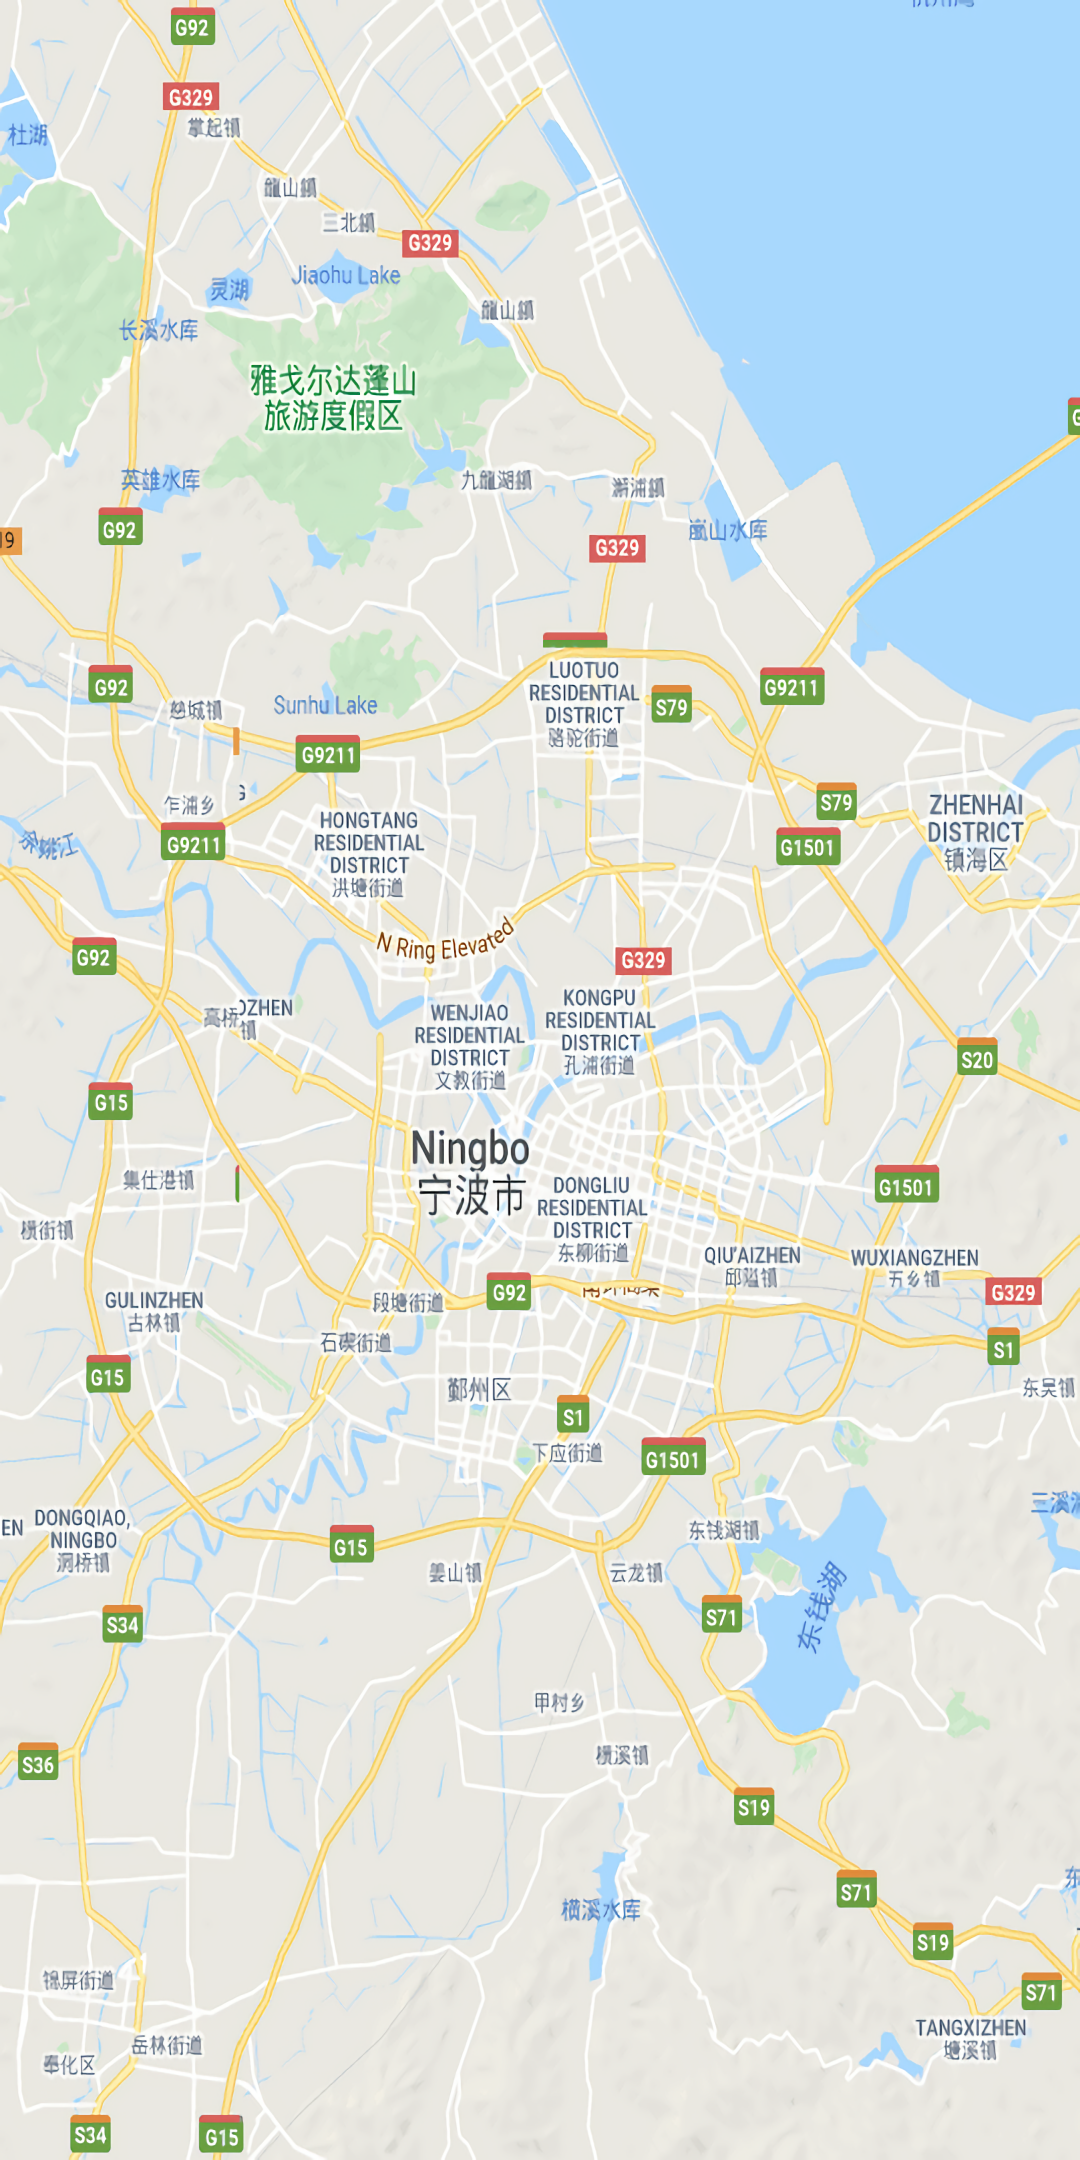 G92
G329
掌起镇
杜湖
龍山鎮
三北鎮
G329
Jiaohu Lake
灵湖
龍山鎮
长溪水库
雅戈尔达蓬山
旅游度假区
英雄水库
九龍湖鎮
澥浦鎮
G92
嵐山水库
G329
LUOTUO
RESIDENTIAL
DISTRICT
骆驼街道
G92
G9211
S79
慈城镇
Sunhu Lake
G9211
乍浦乡
S79
ZHENHAI
DISTRICT
镇海区
HONGTANG
RESIDENTIAL
DISTRICT
洪塘街道
G9211
余姚江
G1501
N Ring Elevated
G92
G329
高桥
OZHEN
镇
WENJIAO
RESIDENTIAL
DISTRICT
文教街道
KONGPU
RESIDENTIAL
DISTRICT
孔浦街道
S20
G15
Ningbo
宁波市
集仕港镇
G1501
DONGLIU
RESIDENTIAL
DISTRICT
东柳街道
横街镇
QIU'AIZHEN
邱隘镇
WUXIANGZHEN
五乡镇
G92
G329
GULINZHEN
古林镇
段塘街道
石碶街道
S1
G15
鄞州区
东吴镇
S1
下应街道
G1501
三溪
EN
DONGQIAO,
NINGBO
洞桥镇
G15
东钱湖镇
姜山镇
云龙镇
S34
S71
东钱湖
甲村乡
S36
横溪镇
S19
S71
横溪水库
S19
锦屏街道
S71
TANGXIZHEN
塘溪镇
岳林街道
奉化区
S34
G15